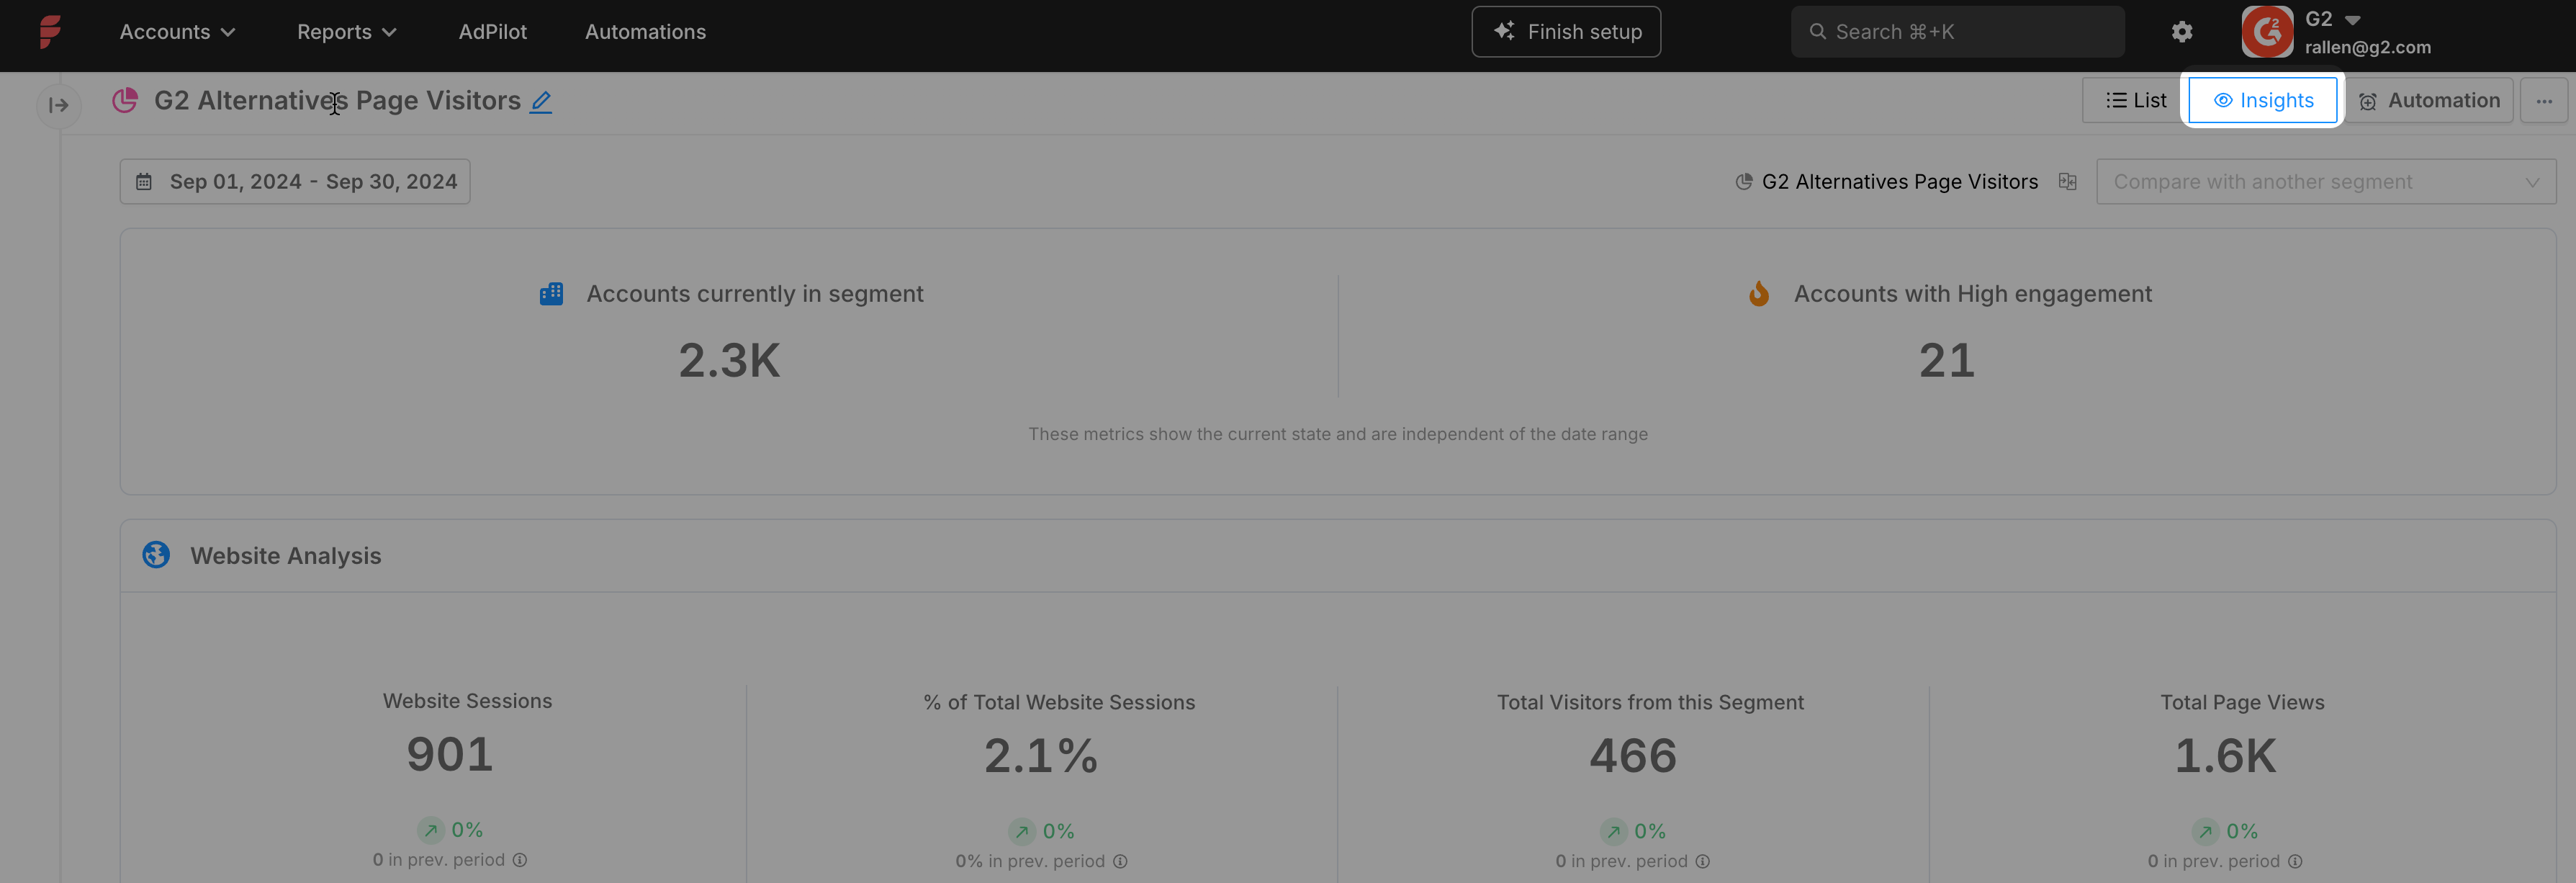 Accounts Reports AdPilot Automations Finish setup Search ⌘+K G2
rallen@g2.com
G2 Alternatives Page Visitors List Insights Automation ...
Sep 01, 2024 - Sep 30, 2024 G2 Alternatives Page Visitors Compare with another segment
Accounts currently in segment Accounts with High engagement
2.3K 21
These metrics show the current state and are independent of the date range
Website Analysis
Website Sessions % of Total Website Sessions Total Visitors from this Segment Total Page Views
901 2.1% 466 1.6K
0% 0% 0% 0%
0 in prev. period 0% in prev. period 0 in prev. period 0 in prev. period